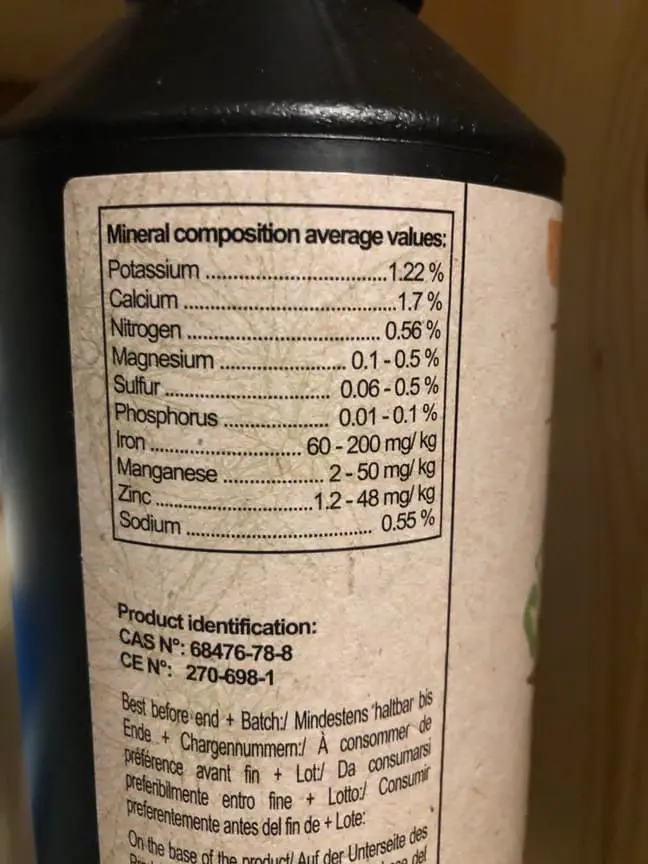 Mineral composition average values:
Potassium ................................1.22 %
Calcium .....................................1.7 %
Nitrogen .................................. 0.56 %
Magnesium ...................... 0.1 - 0.5 %
Sulfur ............................. 0.06 - 0.5 %
Phosphorus .................. 0.01 - 0.1 %
Iron .......................... 60 - 200 mg/ kg
Manganese .................. 2 - 50 mg/ kg
Zinc ...........................1.2 - 48 mg/ kg
Sodium ................................ 0.55 %
Product identification:
CAS Nº: 68476-78-8
CE Nº: 270-698-1
Best before end + Batch:/ Mindestens haltbar bis
Ende + Chargennummern:/ À consommer de
préférence avant fin + Lot:/ Da consumarsi
preferibilmente entro fine + Lotto:/ Consumir
preferentemente antes del fin de + Lote:
On the base of the product/ Auf der Unterseite des
del